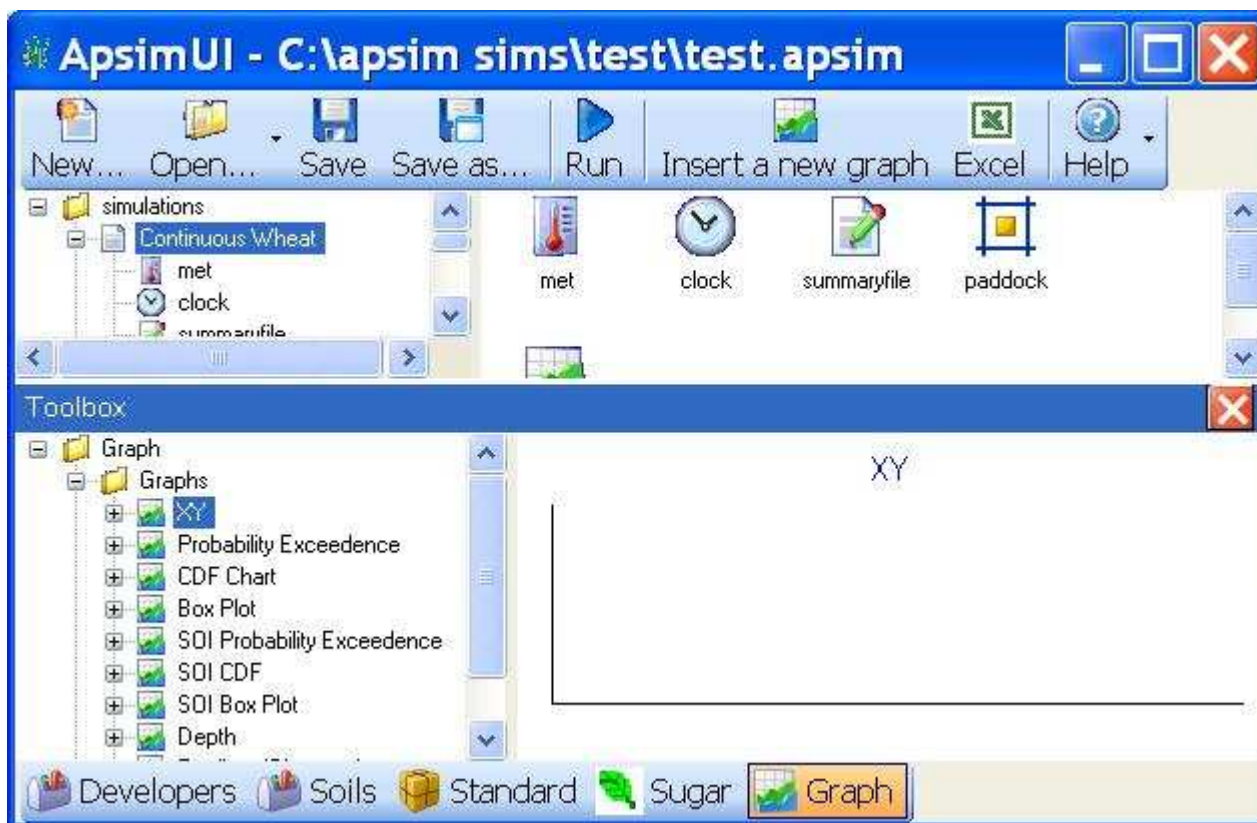 ApsimUI - C:\apsim sims\test\test.apsim
New... Open... Save Save as... Run Insert a new graph Excel Help
simulations
Continuous Wheat
met
clock
summaryfile
met clock summaryfile paddock
Toolbox
Graph
Graphs
XY
Probability Exceedence
CDF Chart
Box Plot
SOI Probability Exceedence
SOI CDF
SOI Box Plot
Depth
XY
Developers Soils Standard Sugar Graph